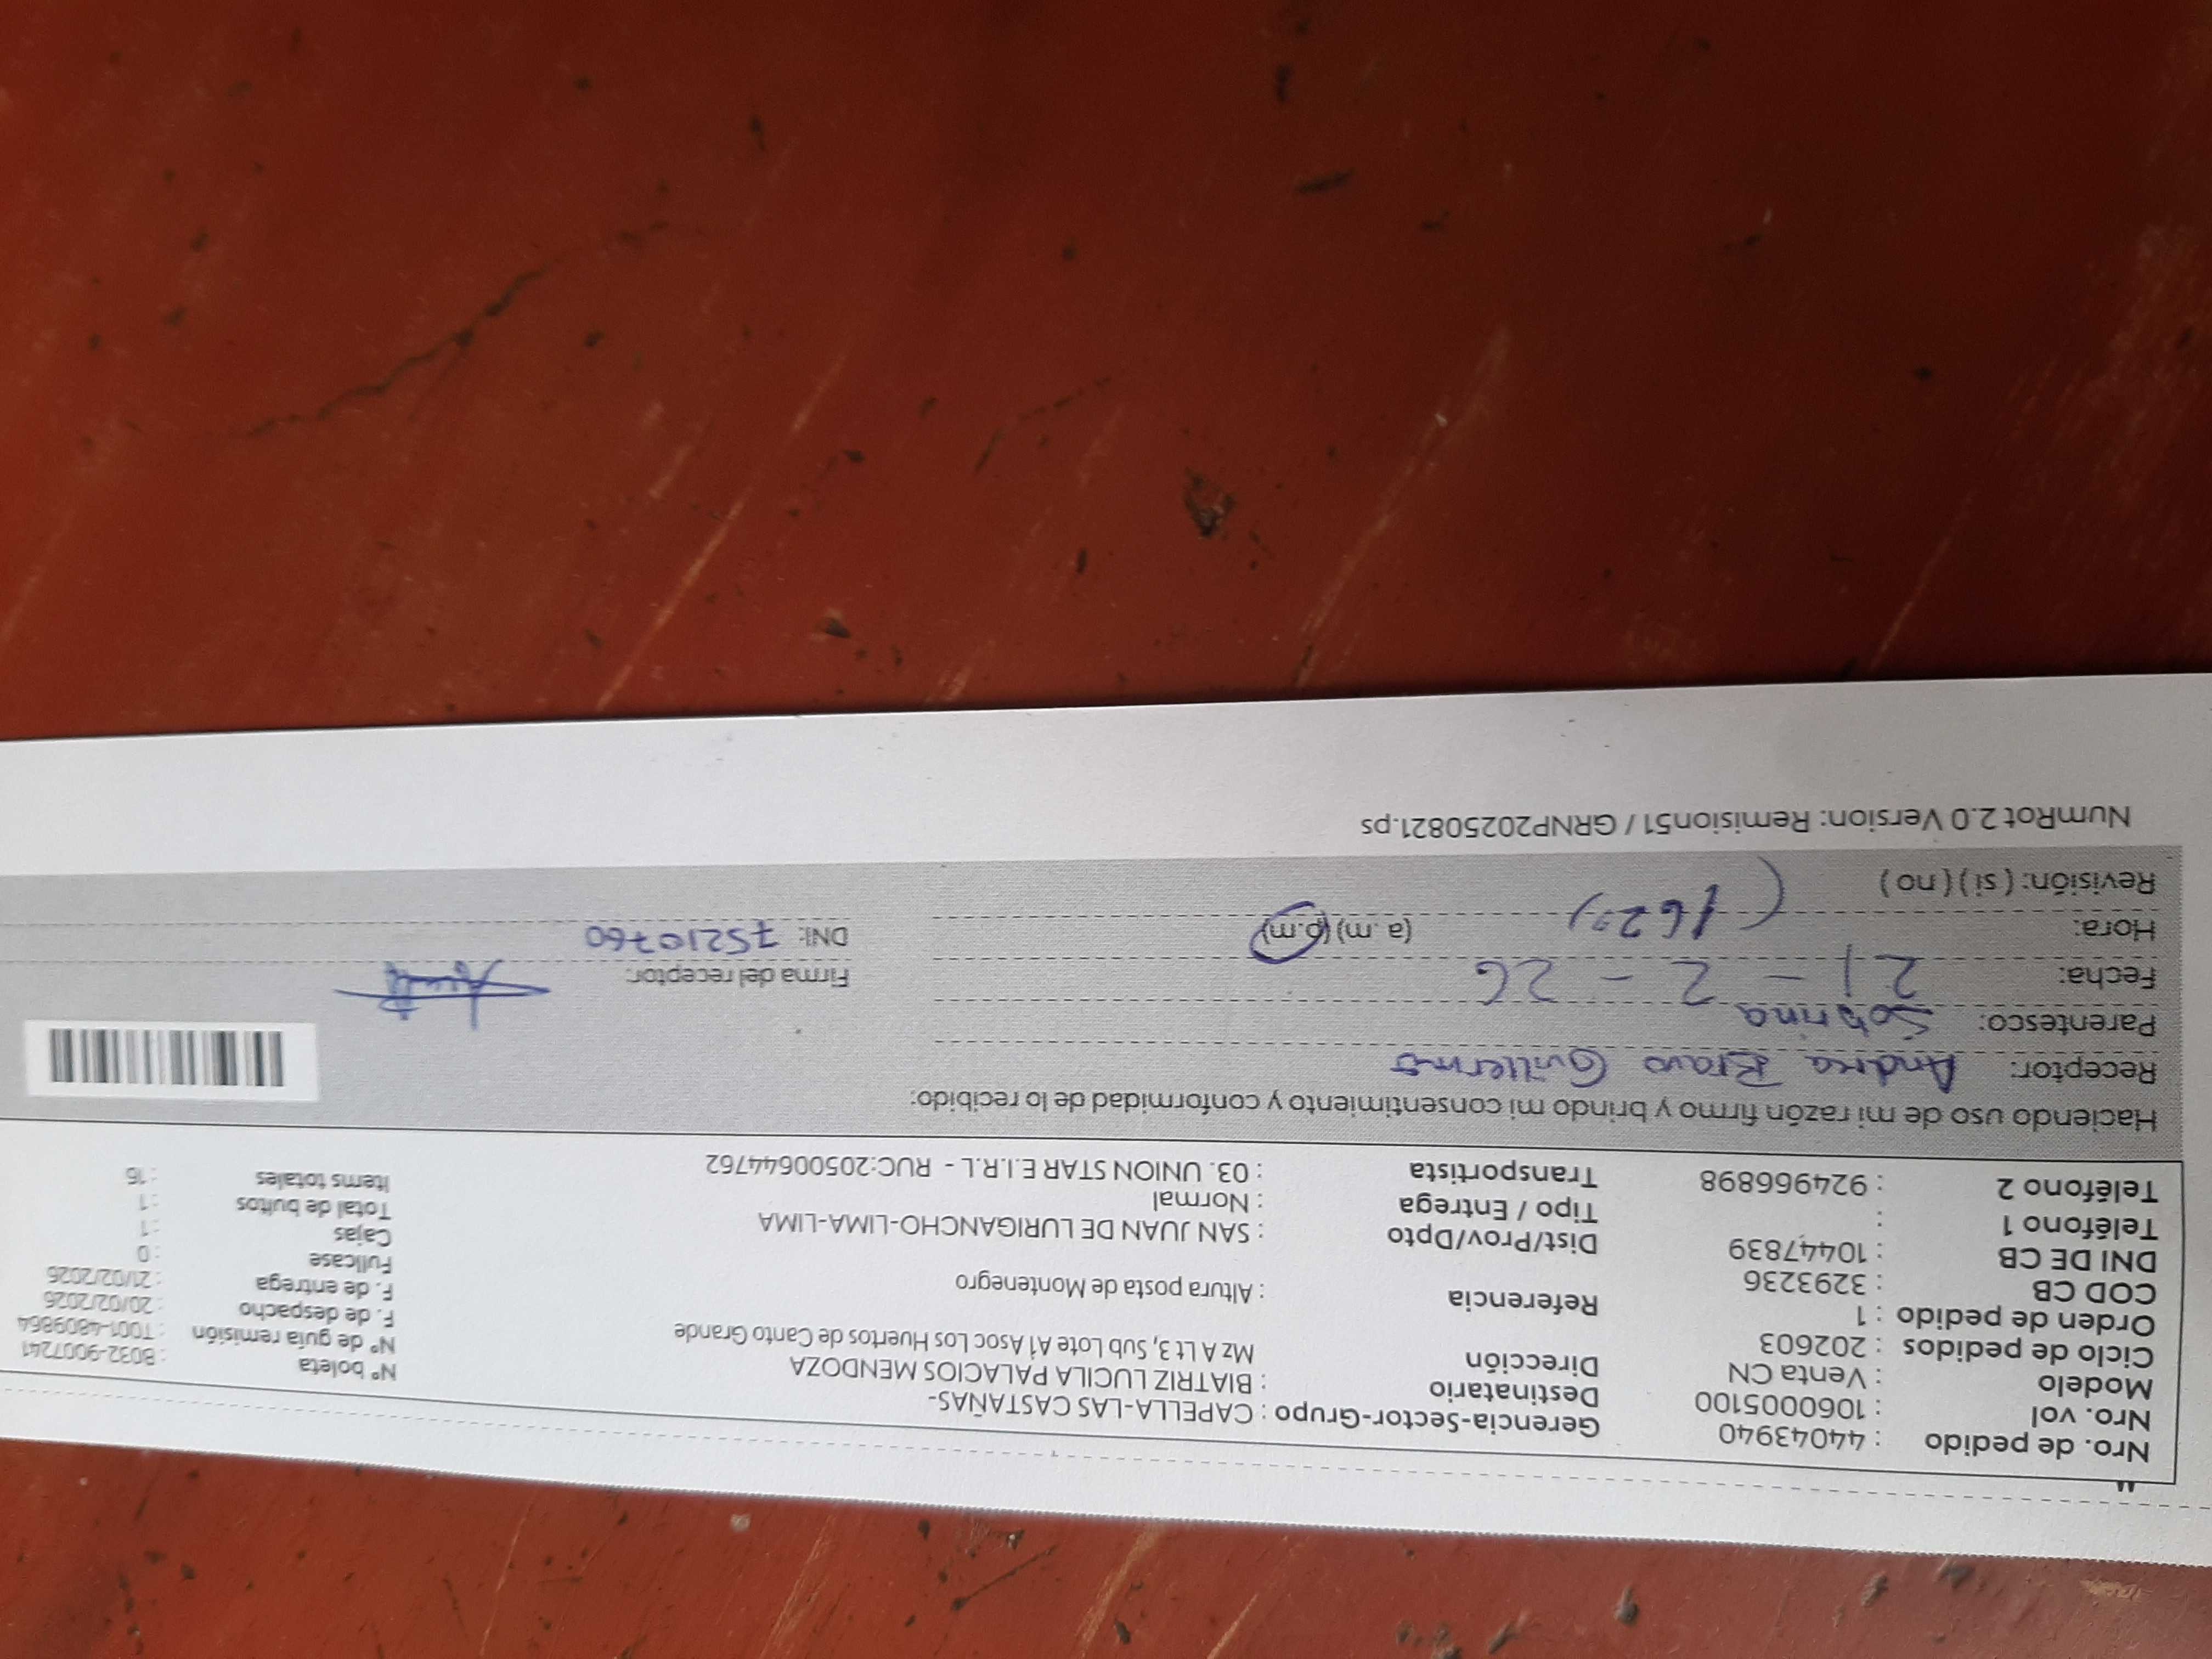 Nro. de pedido : 44043940
Nro. vol : 1060005100
Modelo : Venta CN
Ciclo de pedidos : 202603
Orden de pedido : 1
COD CB : 3293236
DNI DE CB : 10447839
Teléfono 1 :
Teléfono 2 : 924966898
Gerencia-Sector-Grupo : CAPELLA-LAS CASTAÑAS-
Destinatario : BIATRIZ LUCILA PALACIOS MENDOZA
Dirección Mz A Lt 3, Sub Lote A1 Asoc Los Huertos de Canto Grande
Referencia : Altura posta de Montenegro
Dist/Prov/Dpto : SAN JUAN DE LURIGANCHO-LIMA-LIMA
Tipo / Entrega : Normal
Transportista : 03. UNION STAR E.I.R.L - RUC:20500644762
N° boleta : B032-9007241
N° de guía remisión : T001-4809864
F. de despacho : 20/02/2026
F. de entrega : 21/02/2026
Fullcase : 0
Cajas : 1
Total de bultos : 1
Items totales : 16
Haciendo uso de mi razón firmo y brindo mi consentimiento y conformidad de lo recibido:
Receptor: Andrea Bravo Guillermo
Parentesco: Sobrina
Fecha: 21 - 2 - 26
Hora: (a. m) (p.m)
Revisión: ( si ) ( no )
Firma del receptor:
DNI: 75210760
NumRot 2.0 Version: Remision51 / GRNP20250821.ps